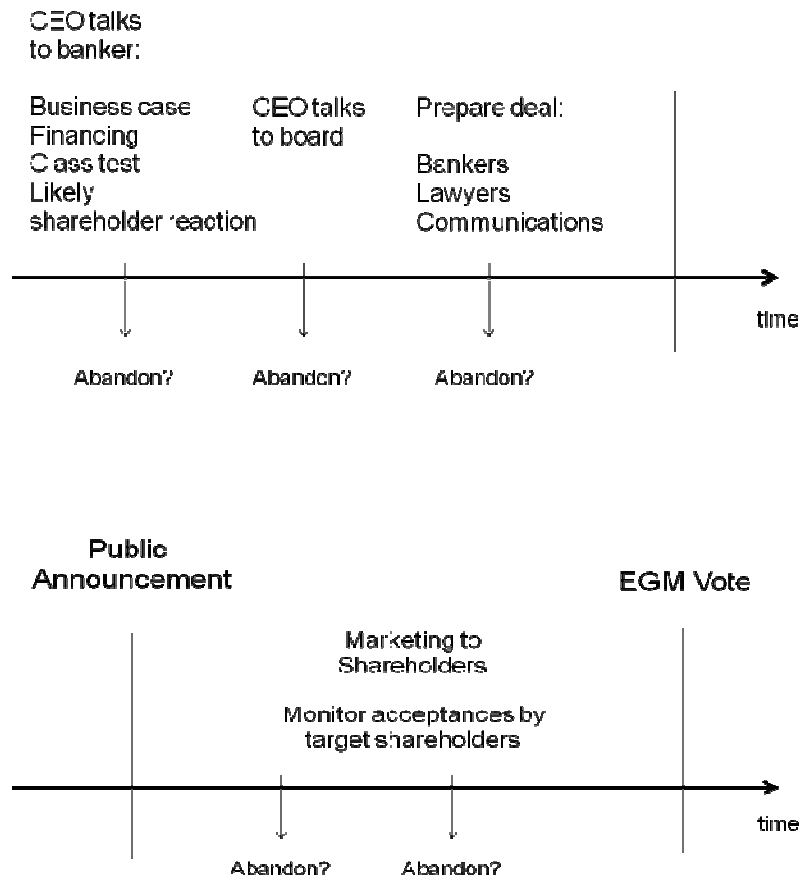 CEO talks
to banker:
Business case
Financing
Class test
Likely
shareholder reaction
CEO talks
to board
Prepare deal:
Bankers
Lawyers
Communications
time
Abandon?
Abandon?
Abandon?
Public
Announcement
EGM Vote
Marketing to
Shareholders
Monitor acceptances by
target shareholders
time
Abandon?
Abandon?